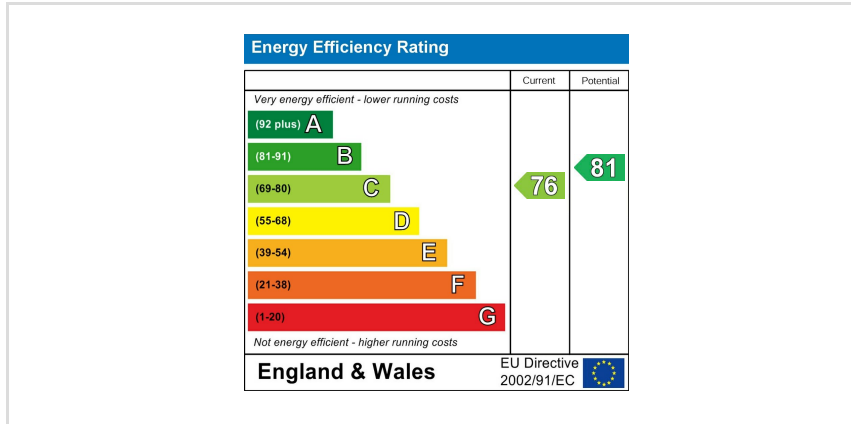 Energy Efficiency Rating
Current Potential
Very energy efficient - lower running costs
(92 plus) A
(81-91) B
(69-80) C
(55-68) D
(39-54) E
(21-38) F
(1-20) G
76
81
Not energy efficient - higher running costs
England & Wales
EU Directive
2002/91/EC